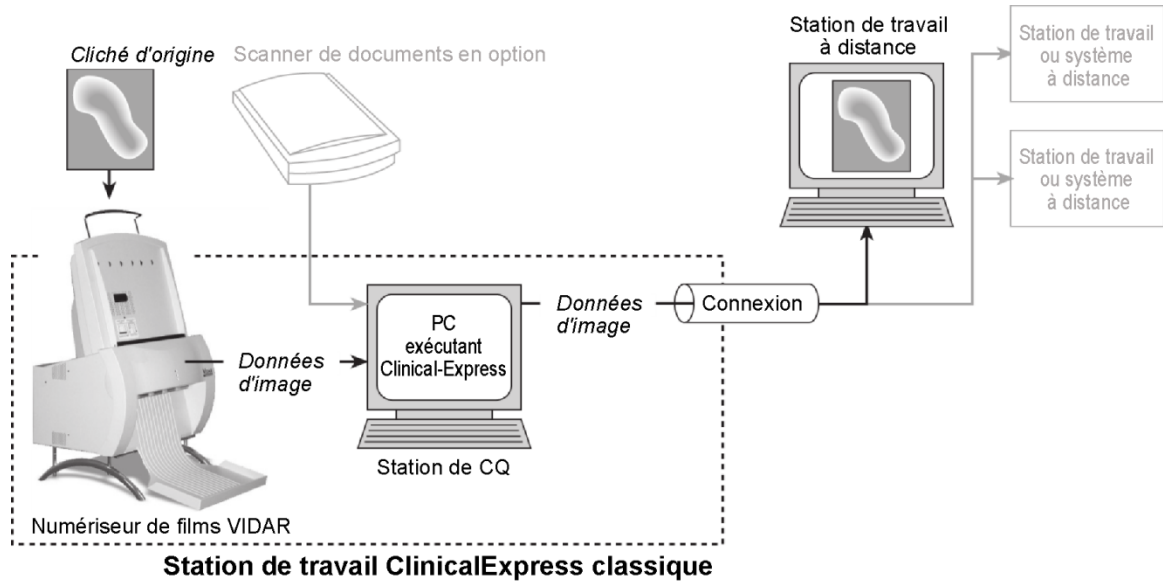 Cliché d'origine
Scanner de documents en option
Station de travail
à distance
Station de travail
ou système
à distance
Station de travail
ou système
à distance
PC
exécutant
Clinical-Express
Données
d'image
Données
d'image
Connexion
Station de CQ
Numériseur de films VIDAR
Station de travail ClinicalExpress classique